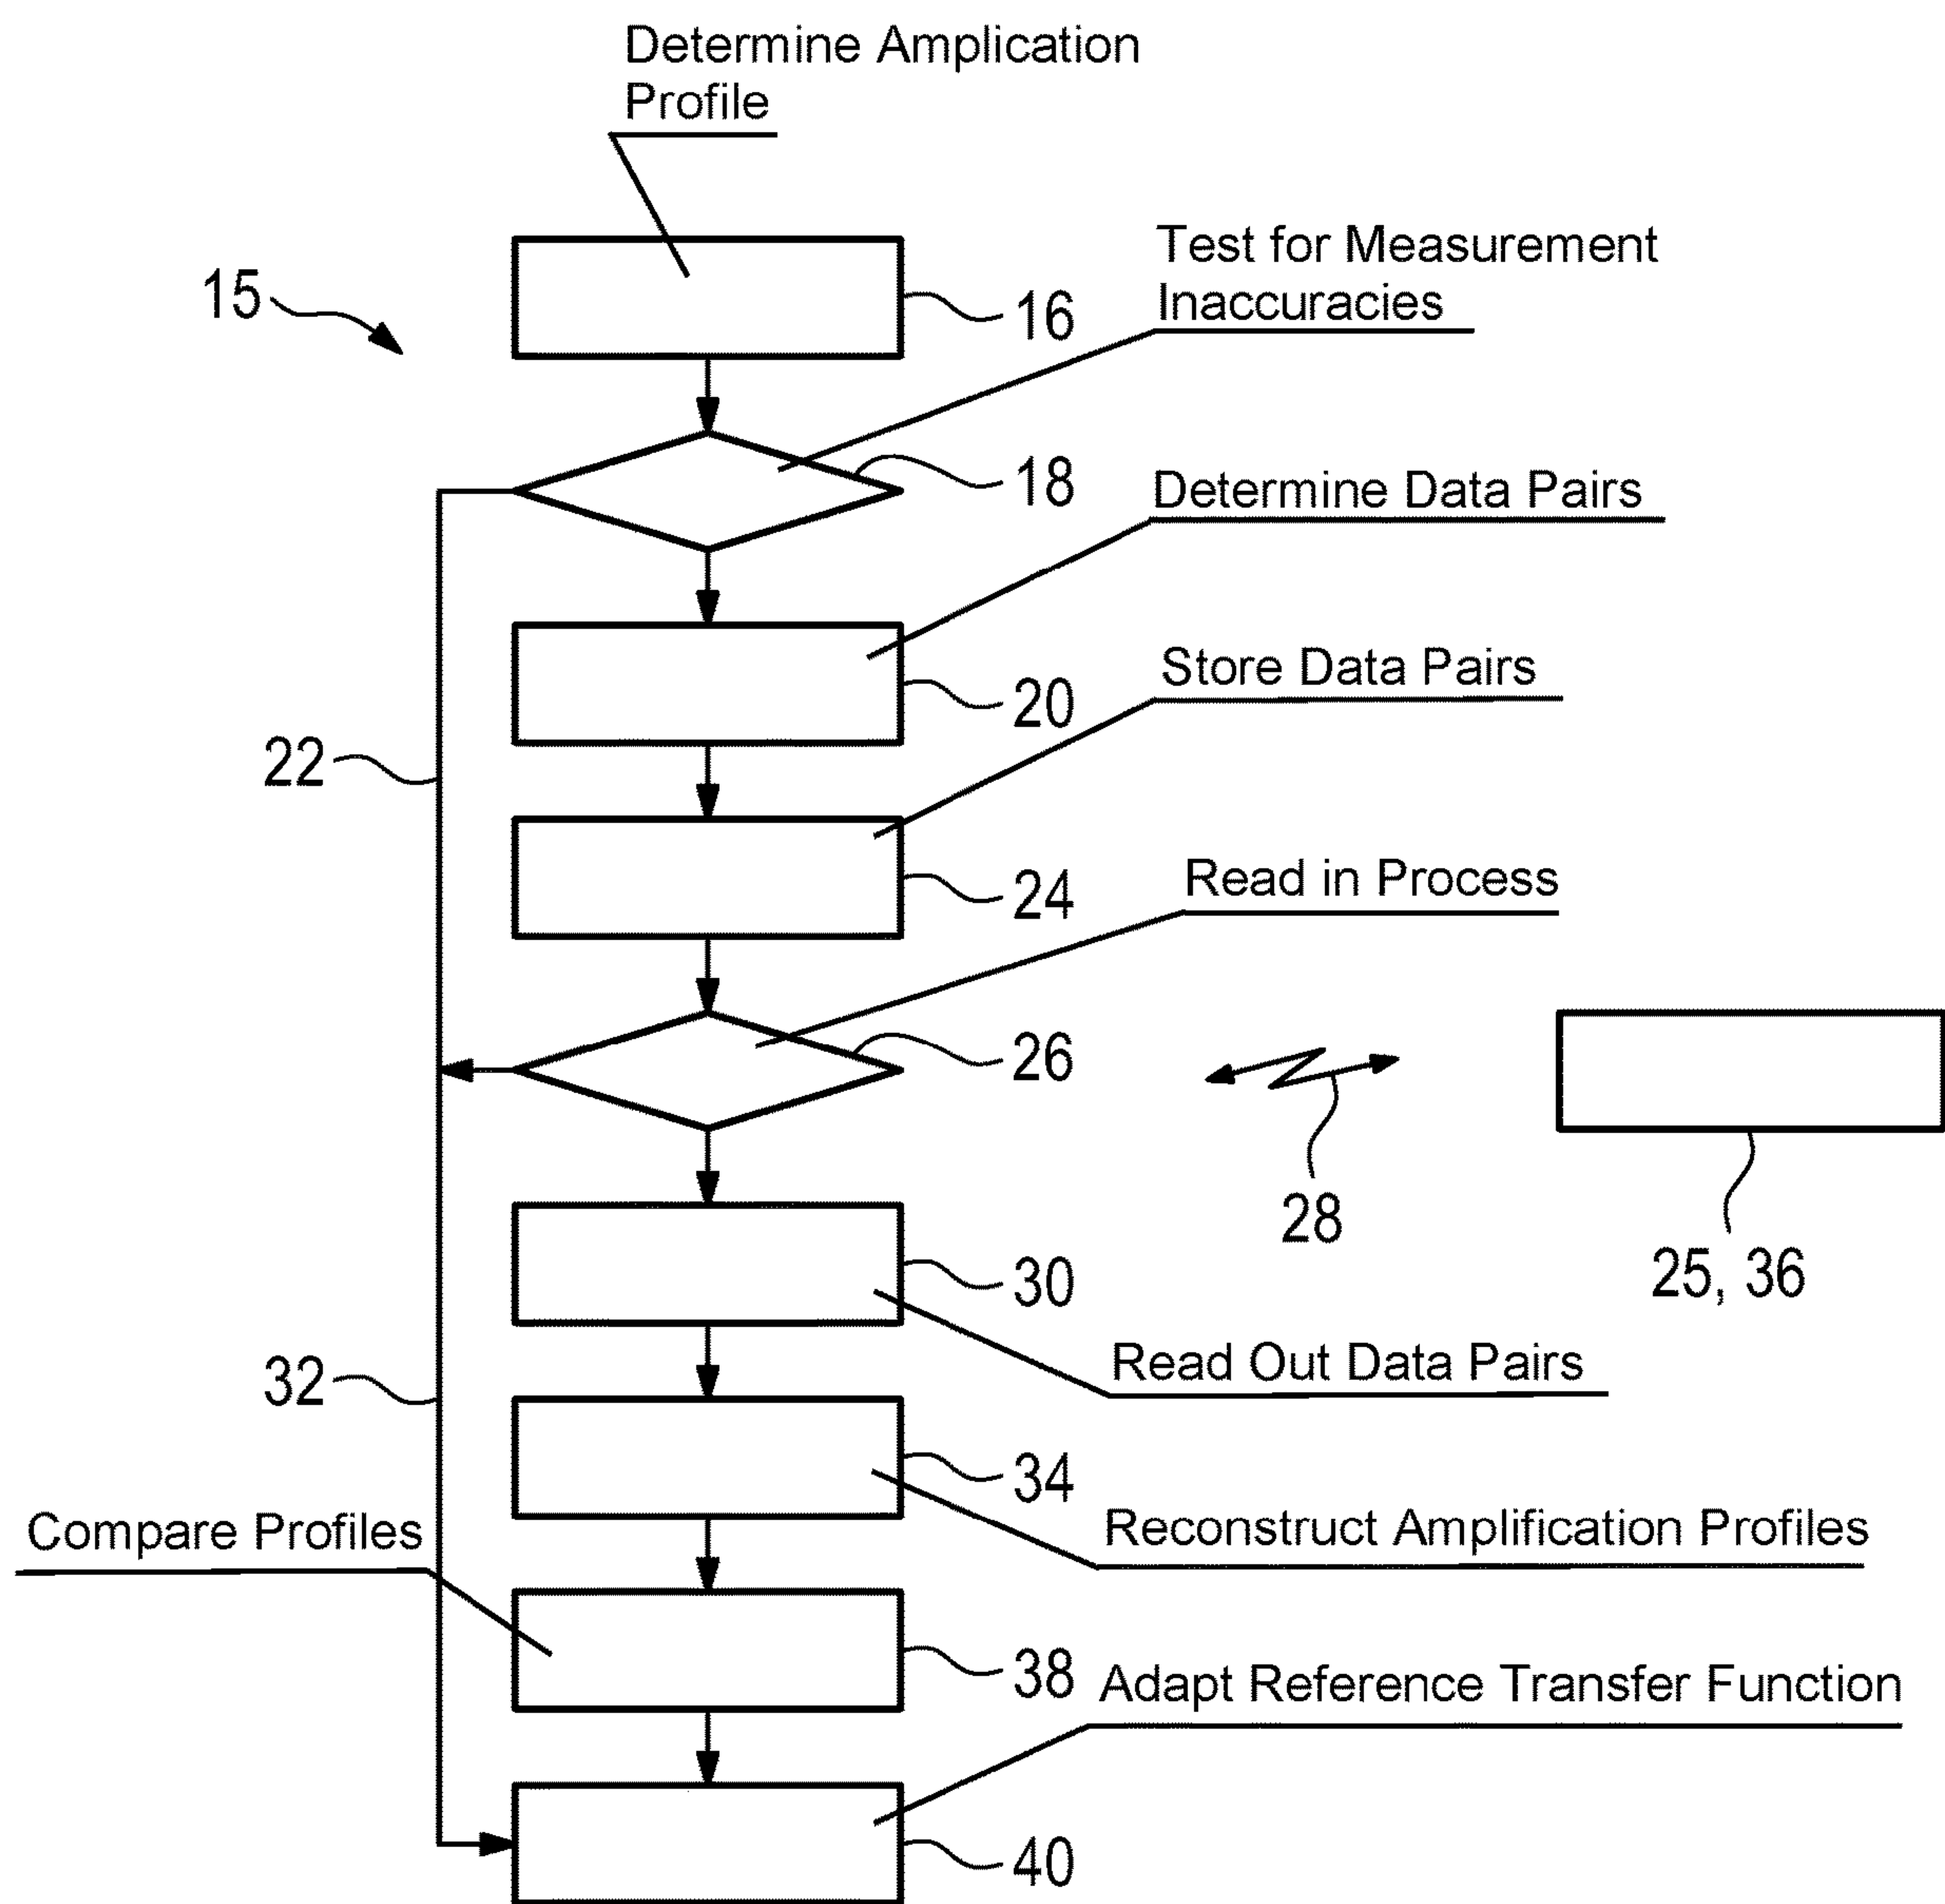 Determine Amplication
Profile
Test for Measurement
Inaccuracies
15
16
18
Determine Data Pairs
Store Data Pairs
20
22
24
Read in Process
26
28
25, 36
30
Read Out Data Pairs
32
34
Compare Profiles
Reconstruct Amplification Profiles
38
Adapt Reference Transfer Function
40